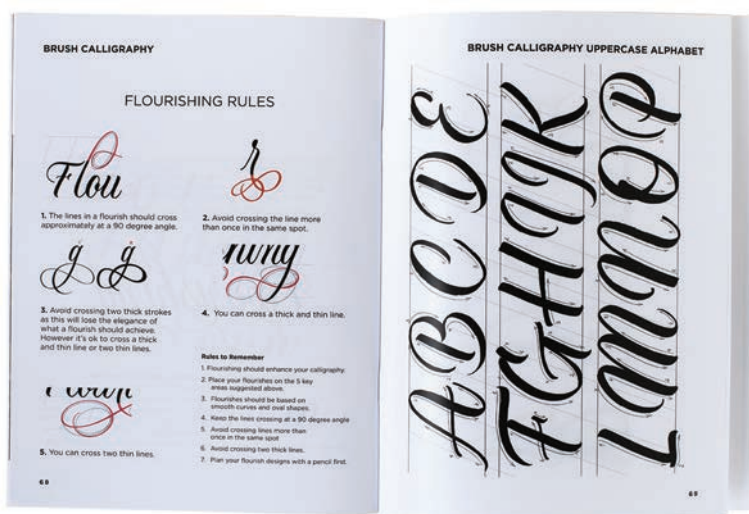 BRUSH CALLIGRAPHY
FLOURISHING RULES
Flou
1. The lines in a flourish should cross
approximately at a 90 degree angle.
r
2. Avoid crossing the line more
than once in the same spot.
g g
3. Avoid crossing two thick strokes
as this will lose the elegance of
what a flourish should achieve.
However it's ok to cross a thick
and thin line or two thin lines.
4. You can cross a thick and thin line.
5. You can cross two thin lines.
Rules to Remember
1. Flourishing should enhance your calligraphy.
2. Place your flourishes on the 5 key
areas suggested above.
3. Flourishes should be based on
smooth curves and oval shapes.
4. Keep the lines crossing at a 90 degree angle
5. Avoid crossing lines more than
once in the same spot
6. Avoid crossing two thick lines.
7. Plan your flourish designs with a pencil first.
68
BRUSH CALLIGRAPHY UPPERCASE ALPHABET
A B C D E
F G H I J K
L M N O P
69